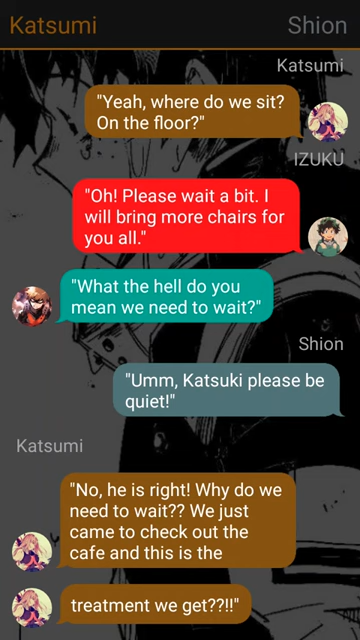 Katsumi Shion
Katsumi
"Yeah, where do we sit?
On the floor?"
IZUKU
"Oh! Please wait a bit. I
will bring more chairs for
you all."
"What the hell do you
mean we need to wait?"
Shion
"Umm, Katsuki please be
quiet!"
Katsumi
"No, he is right! Why do we
need to wait?? We just
came to check out the
cafe and this is the
treatment we get??!!"